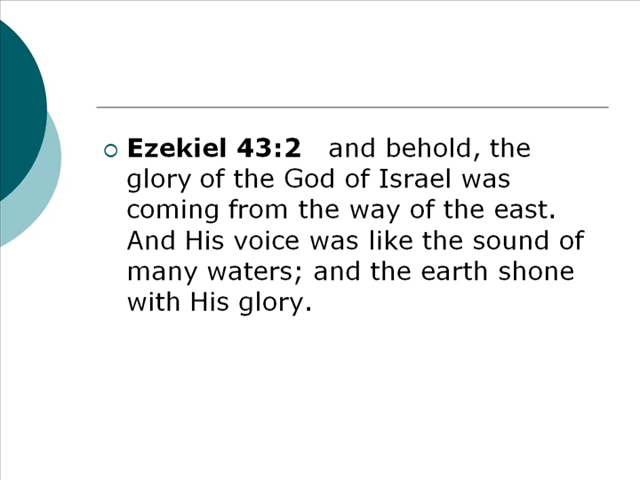 Ezekiel 43:2 and behold, the
glory of the God of Israel was
coming from the way of the east.
And His voice was like the sound of
many waters; and the earth shone
with His glory.